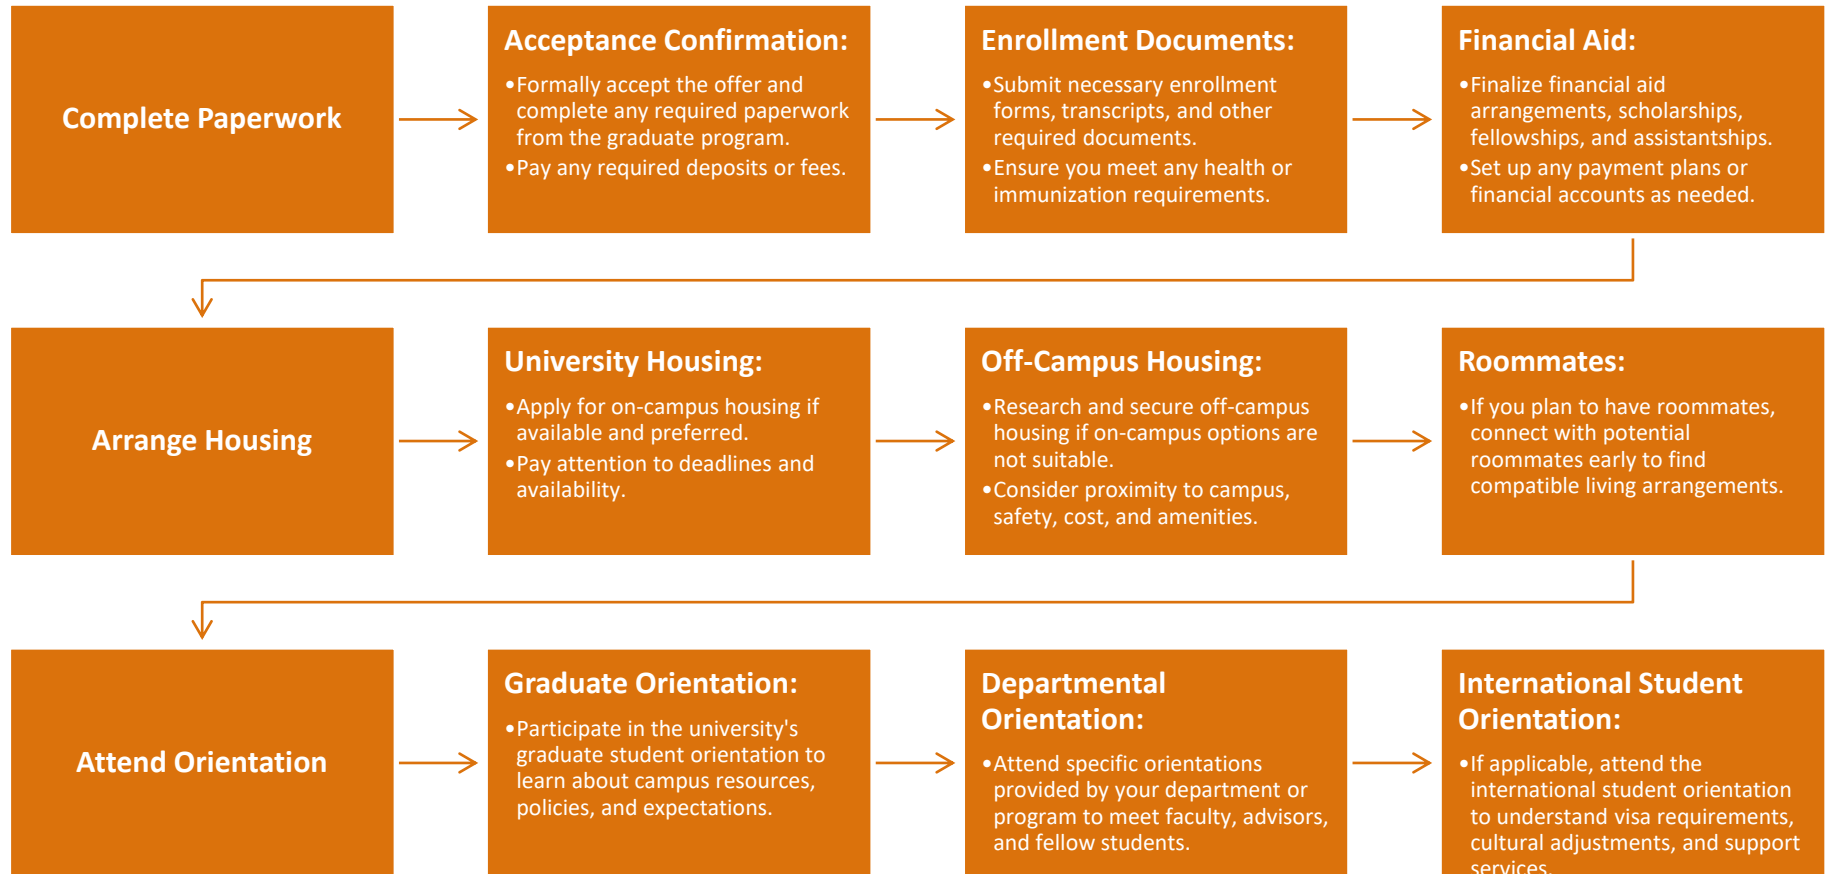 Complete Paperwork
Acceptance Confirmation:
•Formally accept the offer and
complete any required paperwork
from the graduate program.
•Pay any required deposits or fees.
Enrollment Documents:
•Submit necessary enrollment
forms, transcripts, and other
required documents.
•Ensure you meet any health or
immunization requirements.
Financial Aid:
•Finalize financial aid
arrangements, scholarships,
fellowships, and assistantships.
•Set up any payment plans or
financial accounts as needed.
Arrange Housing
University Housing:
•Apply for on-campus housing if
available and preferred.
•Pay attention to deadlines and
availability.
Off-Campus Housing:
•Research and secure off-campus
housing if on-campus options are
not suitable.
•Consider proximity to campus,
safety, cost, and amenities.
Roommates:
•If you plan to have roommates,
connect with potential
roommates early to find
compatible living arrangements.
Attend Orientation
Graduate Orientation:
•Participate in the university's
graduate student orientation to
learn about campus resources,
policies, and expectations.
Departmental
Orientation:
•Attend specific orientations
provided by your department or
program to meet faculty, advisors,
and fellow students.
International Student
Orientation:
•If applicable, attend the
international student orientation
to understand visa requirements,
cultural adjustments, and support
services.